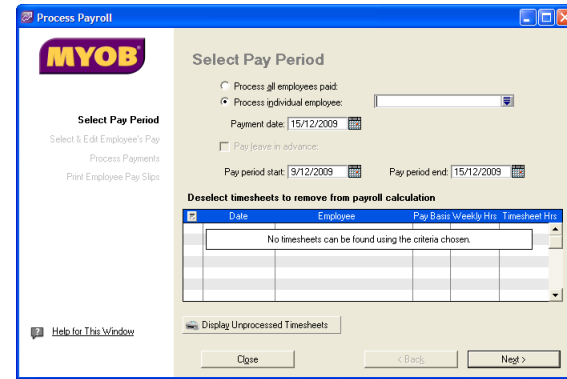 Process Payroll
MYOB
Select Pay Period
Select & Edit Employee's Pay
Process Payments
Print Employee Pay Slips
Help for This Window
Select Pay Period
Process all employees paid:
Process individual employee:
Payment date: 15/12/2009
Pay leave in advance:
Pay period start: 9/12/2009 Pay period end: 15/12/2009
Deselect timesheets to remove from payroll calculation
Date Employee Pay Basis Weekly Hrs Timesheet Hrs
No timesheets can be found using the criteria chosen.
Display Unprocessed Timesheets
Close < Back Next >